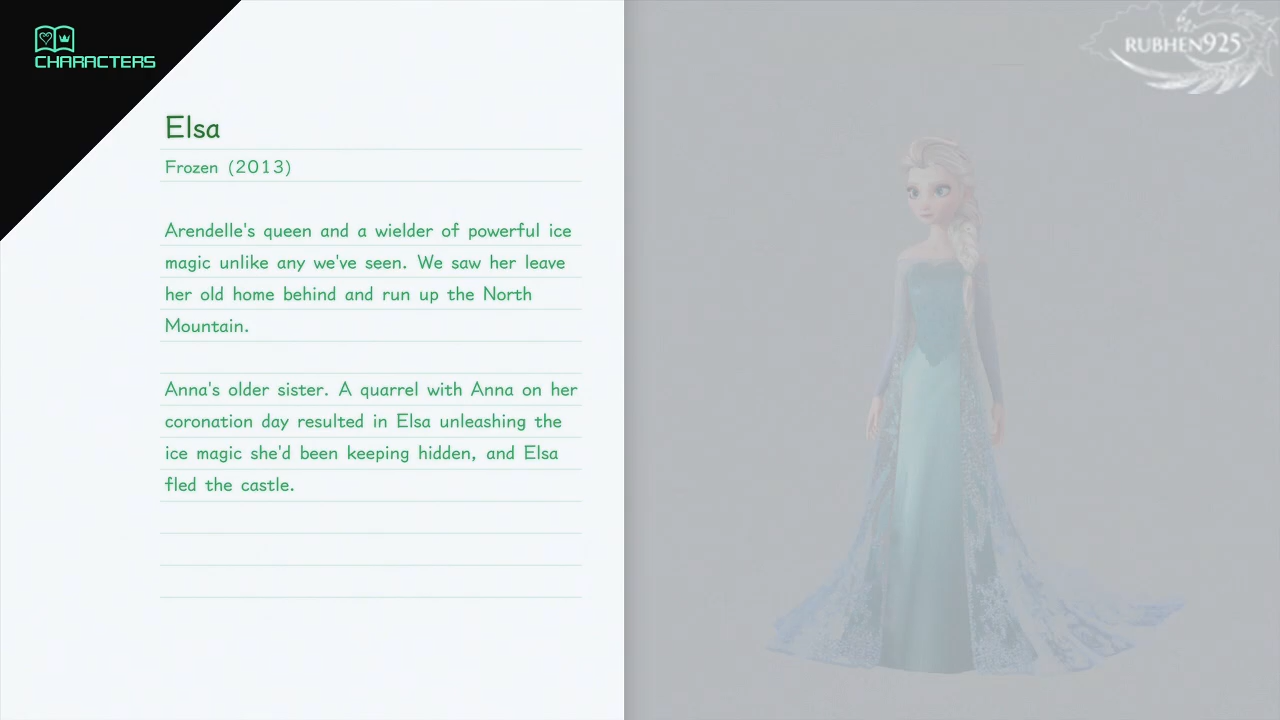 CHARACTERS
RUBHEN925
Elsa
Frozen (2013)
Arendelle's queen and a wielder of powerful ice
magic unlike any we've seen. We saw her leave
her old home behind and run up the North
Mountain.
Anna's older sister. A quarrel with Anna on her
coronation day resulted in Elsa unleashing the
ice magic she'd been keeping hidden, and Elsa
fled the castle.